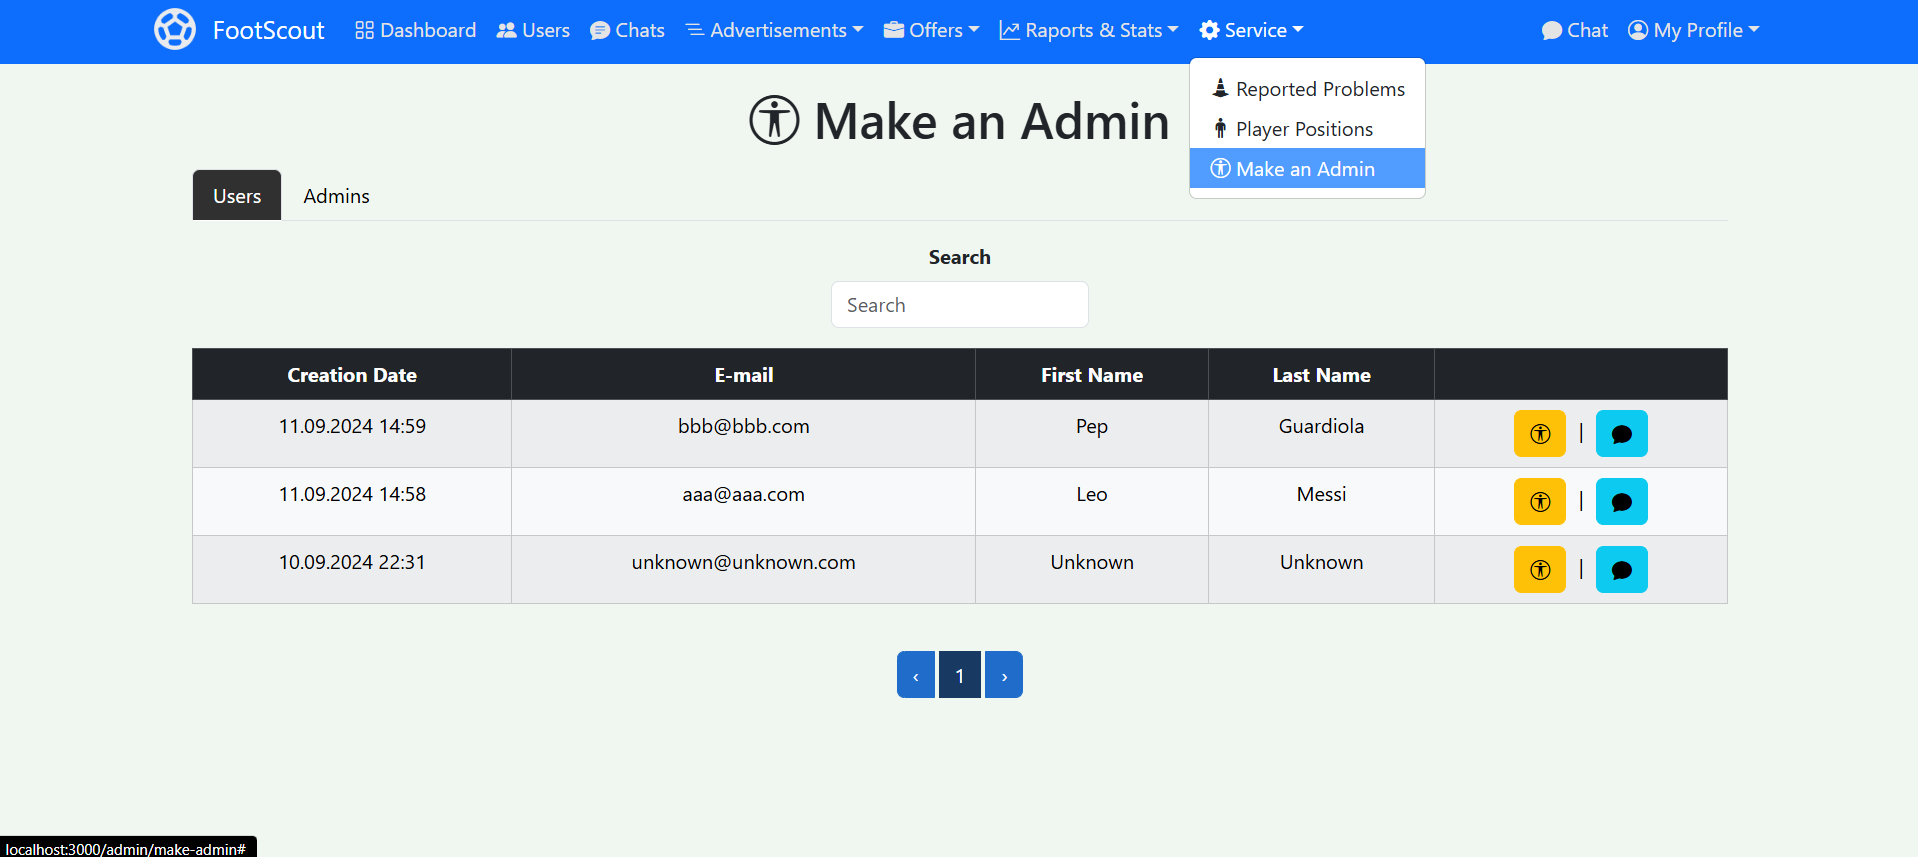 FootScout Dashboard Users Chats Advertisements Offers Raports & Stats Service Chat My Profile
Reported Problems
Player Positions
Make an Admin
Make an Admin
Users Admins
Search
Search
Creation Date E-mail First Name Last Name
11.09.2024 14:59 bbb@bbb.com Pep Guardiola |
11.09.2024 14:58 aaa@aaa.com Leo Messi |
10.09.2024 22:31 unknown@unknown.com Unknown Unknown |
‹ 1 ›
localhost:3000/admin/make-admin#